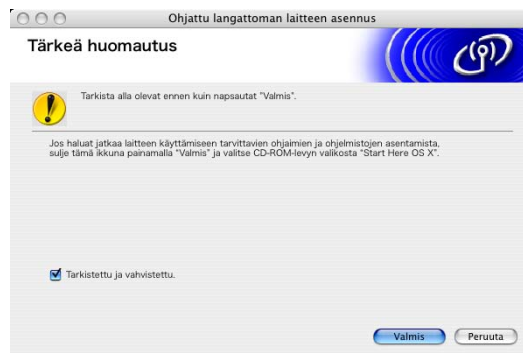 Ohjattu langattoman laitteen asennus
Tärkeä huomautus
Tarkista alla olevat ennen kuin napsautat "Valmis".
Jos haluat jatkaa laitteen käyttämiseen tarvittavien ohjaimien ja ohjelmistojen asentamista,
sulje tämä ikkuna painamalla "Valmis" ja valitse CD-ROM-levyn valikosta "Start Here OS X".
Tarkistettu ja vahvistettu.
Valmis
Peruuta